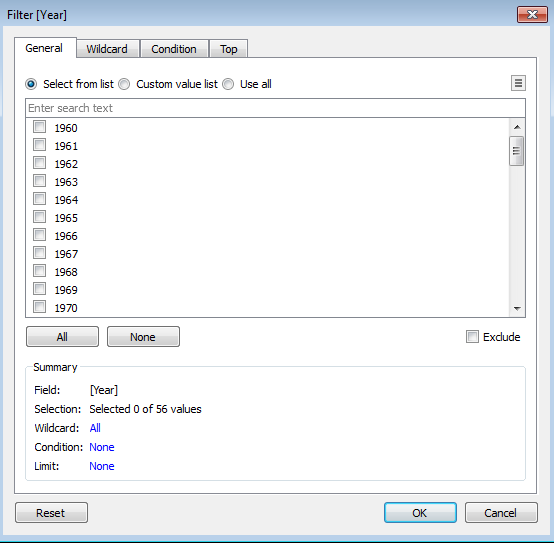 Filter [Year]
General Wildcard Condition Top
Select from list Custom value list Use all
Enter search text
1960
1961
1962
1963
1964
1965
1966
1967
1968
1969
1970
All None Exclude
Summary
Field: [Year]
Selection: Selected 0 of 56 values
Wildcard: All
Condition: None
Limit: None
Reset OK Cancel